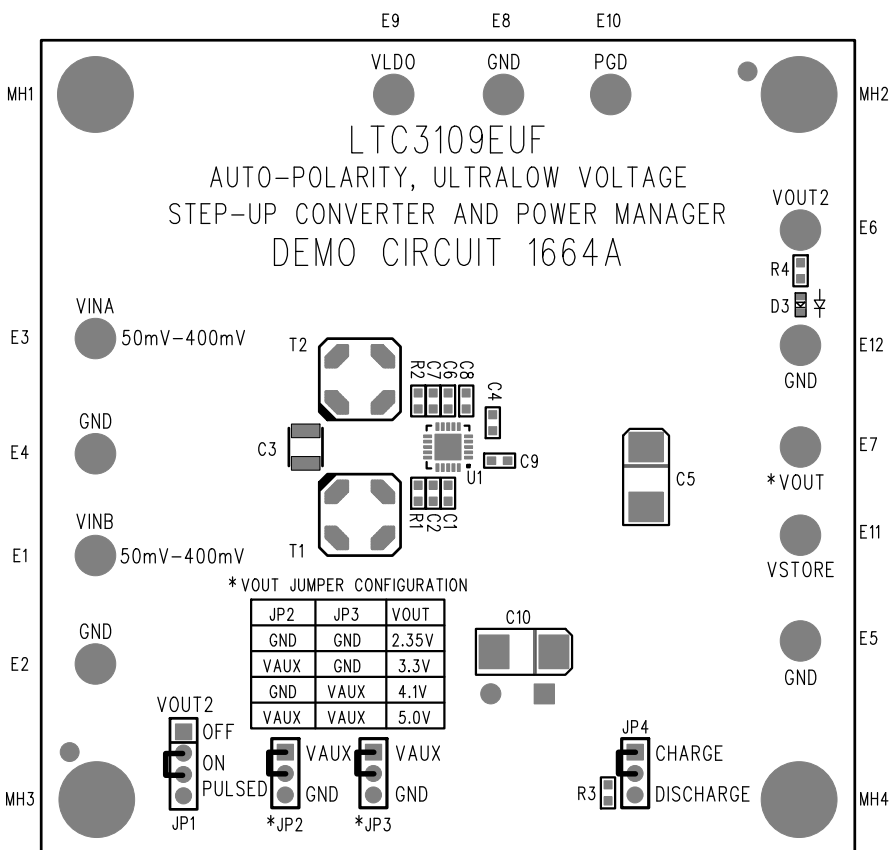 E9 E8 E10
VLDO GND PGD
MH1 MH2
LTC3109EUF
AUTO-POLARITY, ULTRALOW VOLTAGE
STEP-UP CONVERTER AND POWER MANAGER
DEMO CIRCUIT 1664A
VOUT2
E6
R4
D3
VINA
E3 50mV-400mV
E12
GND
T2
R2 C7 C6 C8 C4
GND
E4
C3
U1
C9
E7
*VOUT
C5
VINB
E1 50mV-400mV
T1
R1 C2 C1
E11
VSTORE
*VOUT JUMPER CONFIGURATION
JP2 JP3 VOUT
GND GND 2.35V
VAUX GND 3.3V
GND VAUX 4.1V
VAUX VAUX 5.0V
GND
E2
C10
E5
GND
VOUT2
OFF
ON
PULSED
JP1
VAUX
GND
*JP2
VAUX
GND
*JP3
JP4
CHARGE
R3 DISCHARGE
MH3 MH4